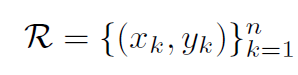 $\mathcal{R} = \{(x_k, y_k)\}_{k=1}^{n}$